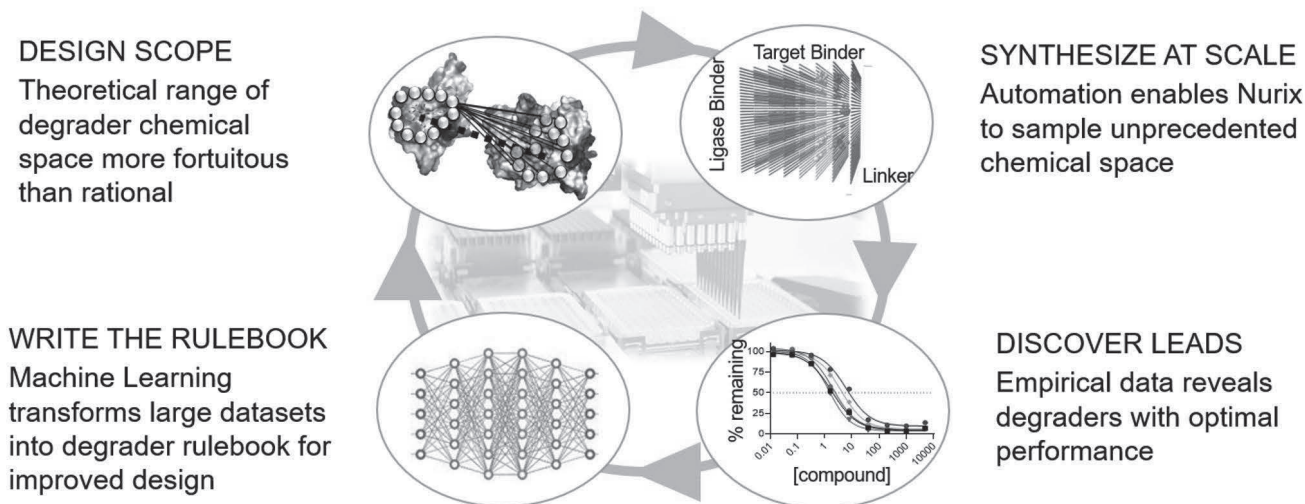 DESIGN SCOPE
Theoretical range of
degrader chemical
space more fortuitous
than rational
Target Binder
Ligase Binder
Linker
SYNTHESIZE AT SCALE
Automation enables Nurix
to sample unprecedented
chemical space
WRITE THE RULEBOOK
Machine Learning
transforms large datasets
into degrader rulebook for
improved design
% remaining
100
75
50
25
0
0.01
0.1
1
10
100
1000
10000
[compound]
DISCOVER LEADS
Empirical data reveals
degraders with optimal
performance